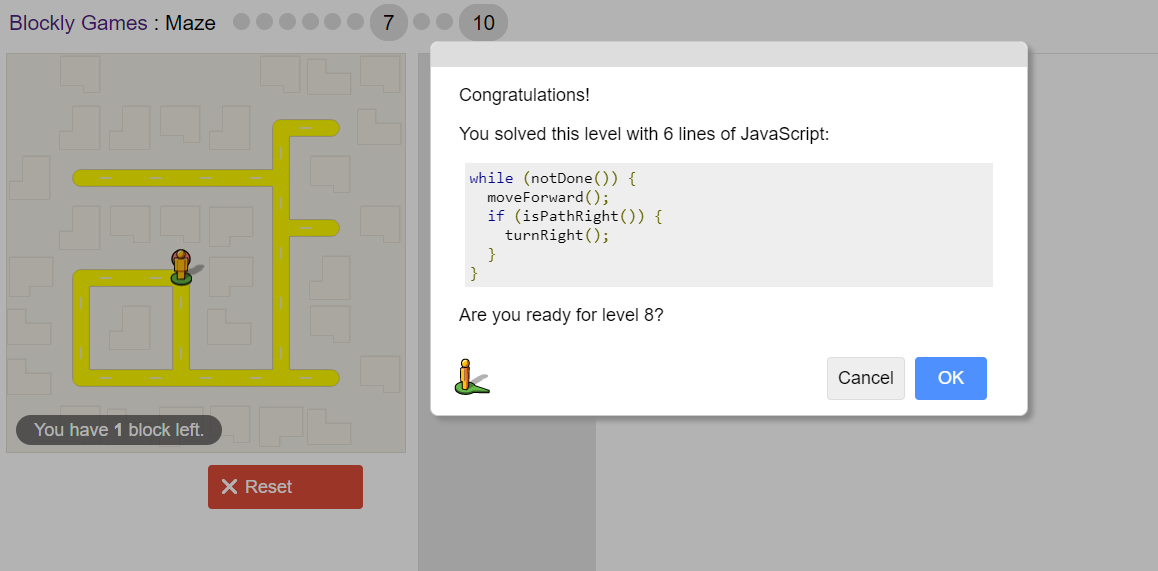 Blockly Games : Maze 7 10
Congratulations!
You solved this level with 6 lines of JavaScript:
while (notDone()) {
  moveForward();
  if (isPathRight()) {
    turnRight();
  }
}
Are you ready for level 8?
Cancel OK
You have 1 block left.
Reset